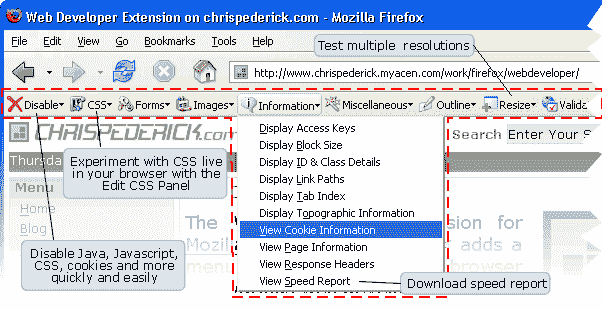 Web Developer Extension on chrispederick.com - Mozilla Firefox
File Edit View Go Bookmarks Tools
Test multiple resolutions
http://www.chrispederick.myacen.com/work/firefox/webdeveloper/
Disable CSS Forms Images Information Miscellaneous Outline Resize Valida
CHRISPEDERICK.com
Search Enter Your S
Thursda
Experiment with CSS live
in your browser with the
Edit CSS Panel
Display Access Keys
Display Block Size
Display ID & Class Details
Display Link Paths
Display Tab Index
Display Topographic Information
View Cookie Information
View Page Information
View Response Headers
View Speed Report
Menu
Home
Blog
The
sion for
Mozilla
adds a
menu
browser
Disable Java, Javascript,
CSS, cookies and more
quickly and easily
Download speed report